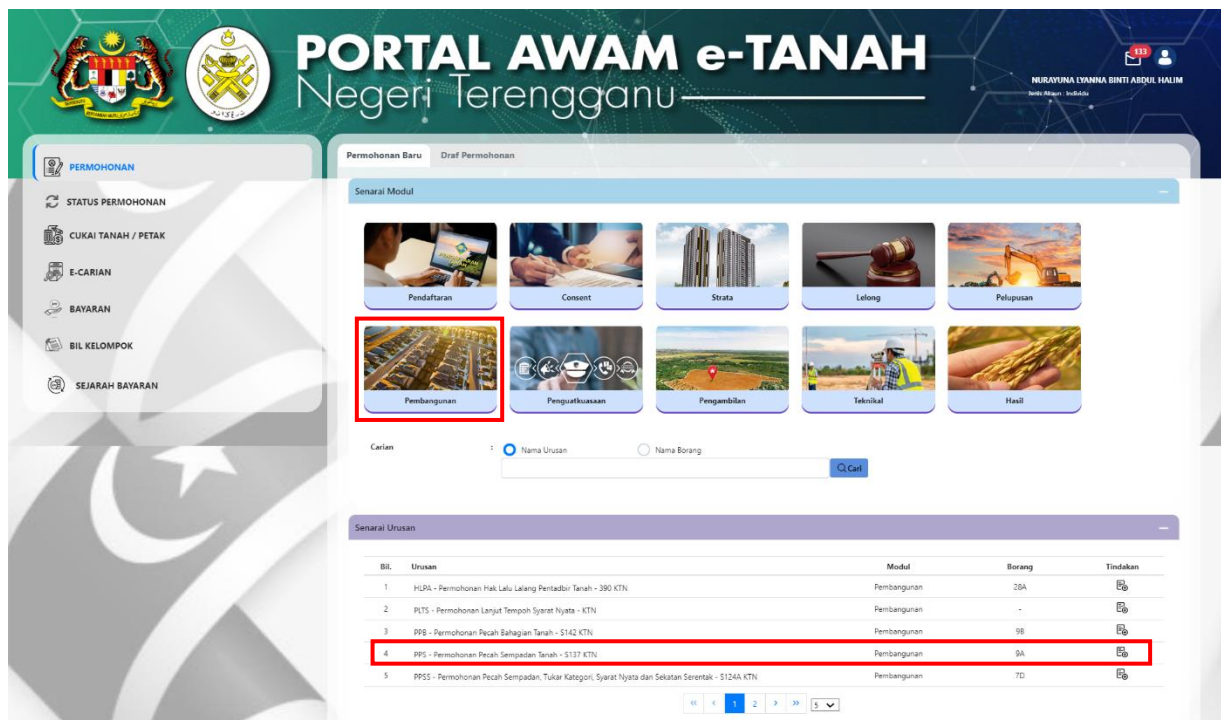 PORTAL AWAM e-TANAH
Negeri Terengganu
133
NURAYUNA LYANNA BINTI ABDUL HALIM
Jenis Akaun : Individu
PERMOHONAN
STATUS PERMOHONAN
CUKAI TANAH / PETAK
E-CARIAN
BAYARAN
BIL KELOMPOK
SEJARAH BAYARAN
Permohonan Baru Draf Permohonan
Senarai Modul
Pendaftaran Consent Strata Lelong Pelupusan
Pembangunan Penguatkuasaan Pengambilan Teknikal Hasil
Carian : Nama Urusan Nama Borang
Cari
Senarai Urusan
Bil. Urusan Modul Borang Tindakan
1 HLPA - Permohonan Hak Lalu Lalang Pentadbir Tanah - 390 KTN Pembangunan 28A
2 PLTS - Permohonan Lanjut Tempoh Syarat Nyata - KTN Pembangunan -
3 PPB - Permohonan Pecah Bahagian Tanah - S142 KTN Pembangunan 9B
4 PPS - Permohonan Pecah Sempadan Tanah - S137 KTN Pembangunan 9A
5 PPSS - Permohonan Pecah Sempadan, Tukar Kategori, Syarat Nyata dan Sekatan Serentak - S124A KTN Pembangunan 7D
« ‹ 1 2 › » 5